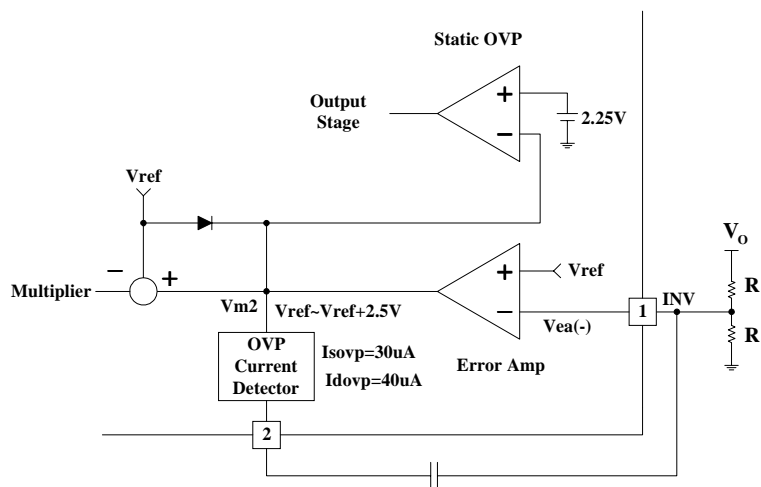 Static OVP
+
−
2.25V
Output
Stage
Vref
−
+
Multiplier
Vm2
Vref~Vref+2.5V
+
−
Vref
Vea(-)
Error Amp
1
INV
Vo
R
R
OVP
Current
Detector
Isovp=30uA
Idovp=40uA
2